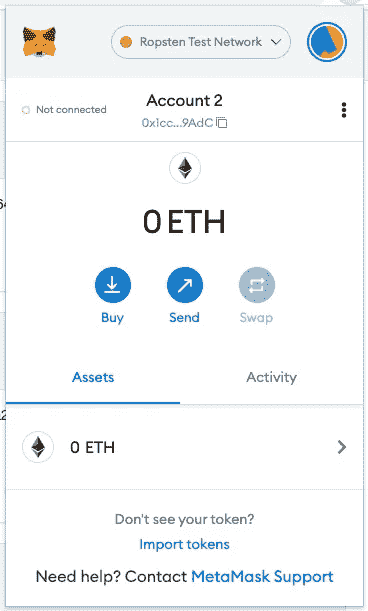 Ropsten Test Network
Not connected
Account 2
0x1cc...9AdC
0 ETH
Buy
Send
Swap
Assets
Activity
0 ETH
Don't see your token?
Import tokens
Need help? Contact MetaMask Support